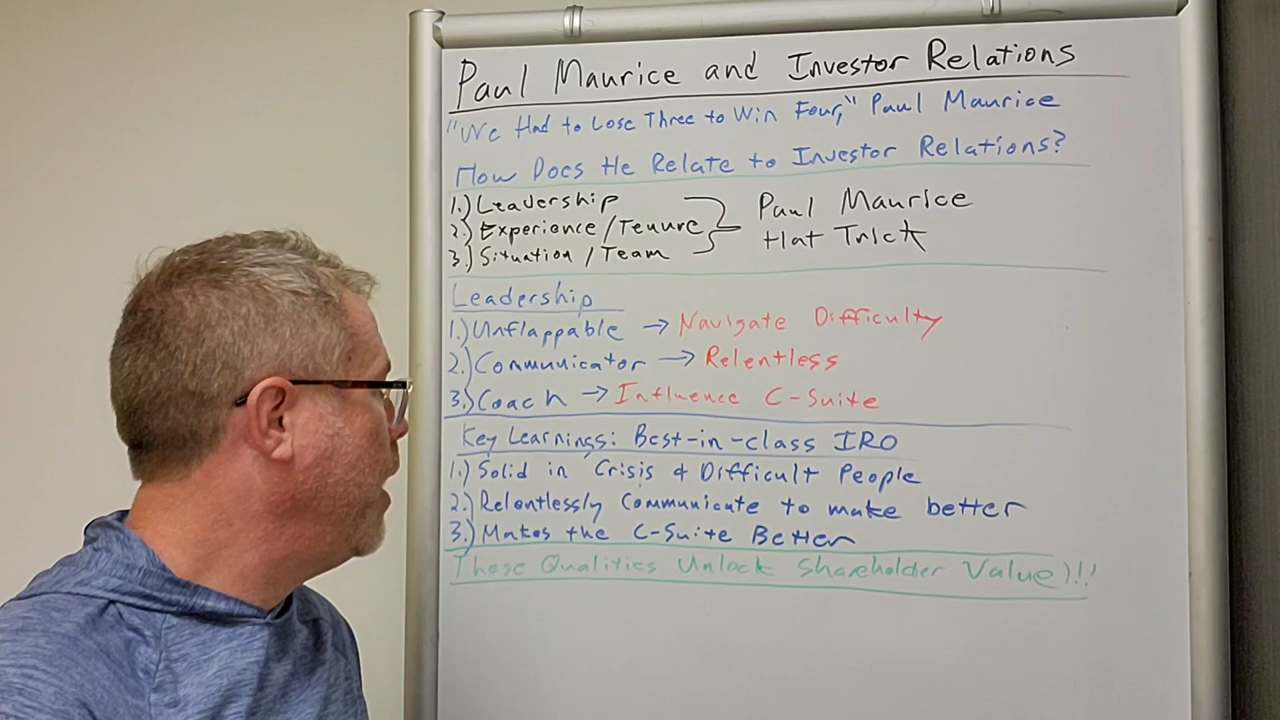 Paul Maurice and Investor Relations
"We Had to Lose Three to Win Four," Paul Maurice
How Does He Relate to Investor Relations?
1.) Leadership
2.) Experience / Tenure
3.) Situation / Team
Paul Maurice
Hat Trick
Leadership
1.) Unflappable → Navigate Difficulty
2.) Communicator → Relentless
3.) Coach → Influence C-Suite
Key Learnings: Best-in-class IRO
1.) Solid in Crisis & Difficult People
2.) Relentlessly Communicate to make better
3.) Makes the C-Suite Better
These Qualities Unlock Shareholder Value)!!